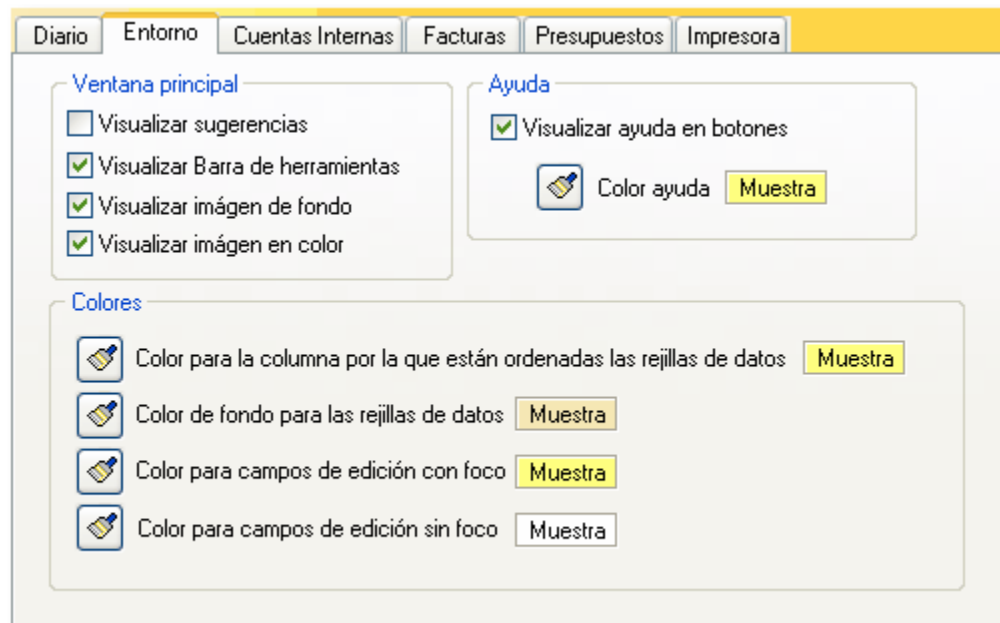 Diario Entorno Cuentas Internas Facturas Presupuestos Impresora
Ventana principal
Visualizar sugerencias
Visualizar Barra de herramientas
Visualizar imágen de fondo
Visualizar imágen en color
Ayuda
Visualizar ayuda en botones
Color ayuda Muestra
Colores
Color para la columna por la que están ordenadas las rejillas de datos Muestra
Color de fondo para las rejillas de datos Muestra
Color para campos de edición con foco Muestra
Color para campos de edición sin foco Muestra